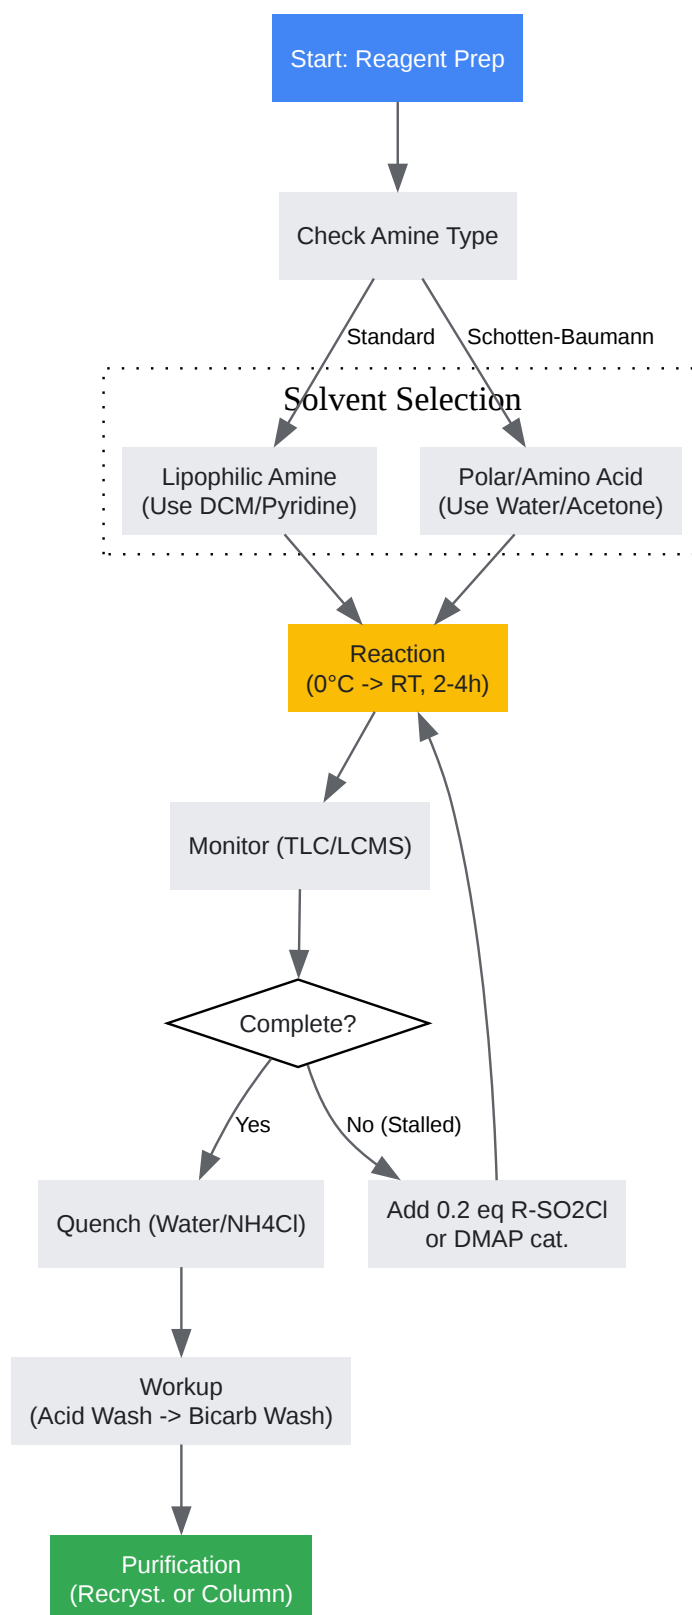 Start: Reagent Prep
Check Amine Type
Standard
Schotten-Baumann
Solvent Selection
Lipophilic Amine
(Use DCM/Pyridine)
Polar/Amino Acid
(Use Water/Acetone)
Reaction
(0°C -> RT, 2-4h)
Monitor (TLC/LCMS)
Complete?
Yes
No (Stalled)
Quench (Water/NH4Cl)
Add 0.2 eq R-SO2Cl
or DMAP cat.
Workup
(Acid Wash -> Bicarb Wash)
Purification
(Recryst. or Column)